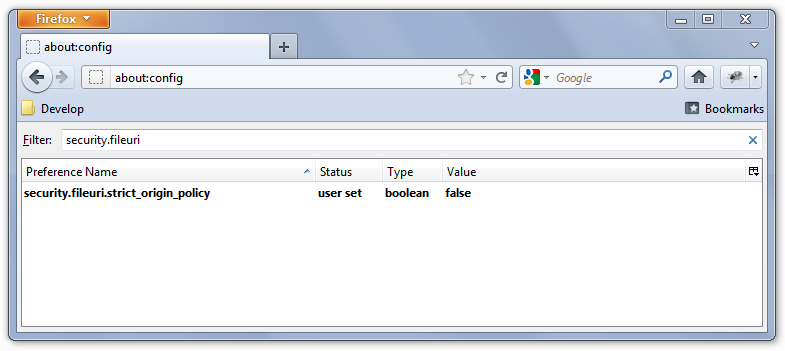 Firefox
about:config
about:config
Google
Develop
Bookmarks
Filter: security.fileuri
Preference Name Status Type Value
security.fileuri.strict_origin_policy user set boolean false